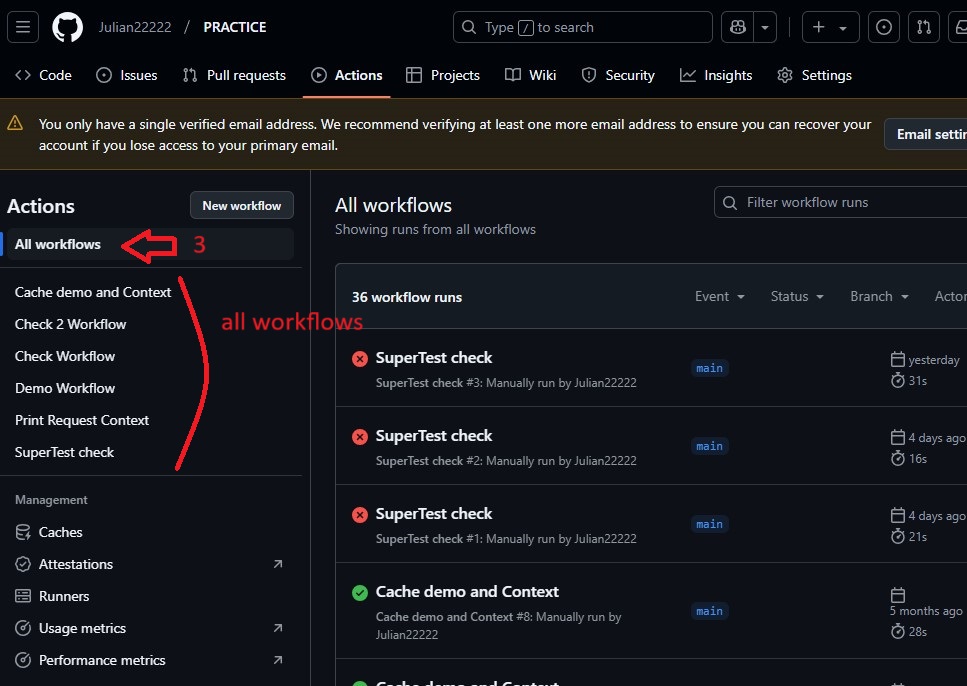 Julian22222 / PRACTICE
Type / to search
Code Issues Pull requests Actions Projects Wiki Security Insights Settings
You only have a single verified email address. We recommend verifying at least one more email address to ensure you can recover your
account if you lose access to your primary email.
Email settin
Actions
New workflow
All workflows
3
Cache demo and Context
Check 2 Workflow
Check Workflow
Demo Workflow
Print Request Context
SuperTest check
all workflows
Management
Caches
Attestations
Runners
Usage metrics
Performance metrics
All workflows
Showing runs from all workflows
Filter workflow runs
36 workflow runs
Event Status Branch Actor
SuperTest check
SuperTest check #3: Manually run by Julian22222
main
yesterday
31s
SuperTest check
SuperTest check #2: Manually run by Julian22222
main
4 days ago
16s
SuperTest check
SuperTest check #1: Manually run by Julian22222
main
4 days ago
21s
Cache demo and Context
Cache demo and Context #8: Manually run by
Julian22222
main
5 months ago
28s
Cache demo and Context